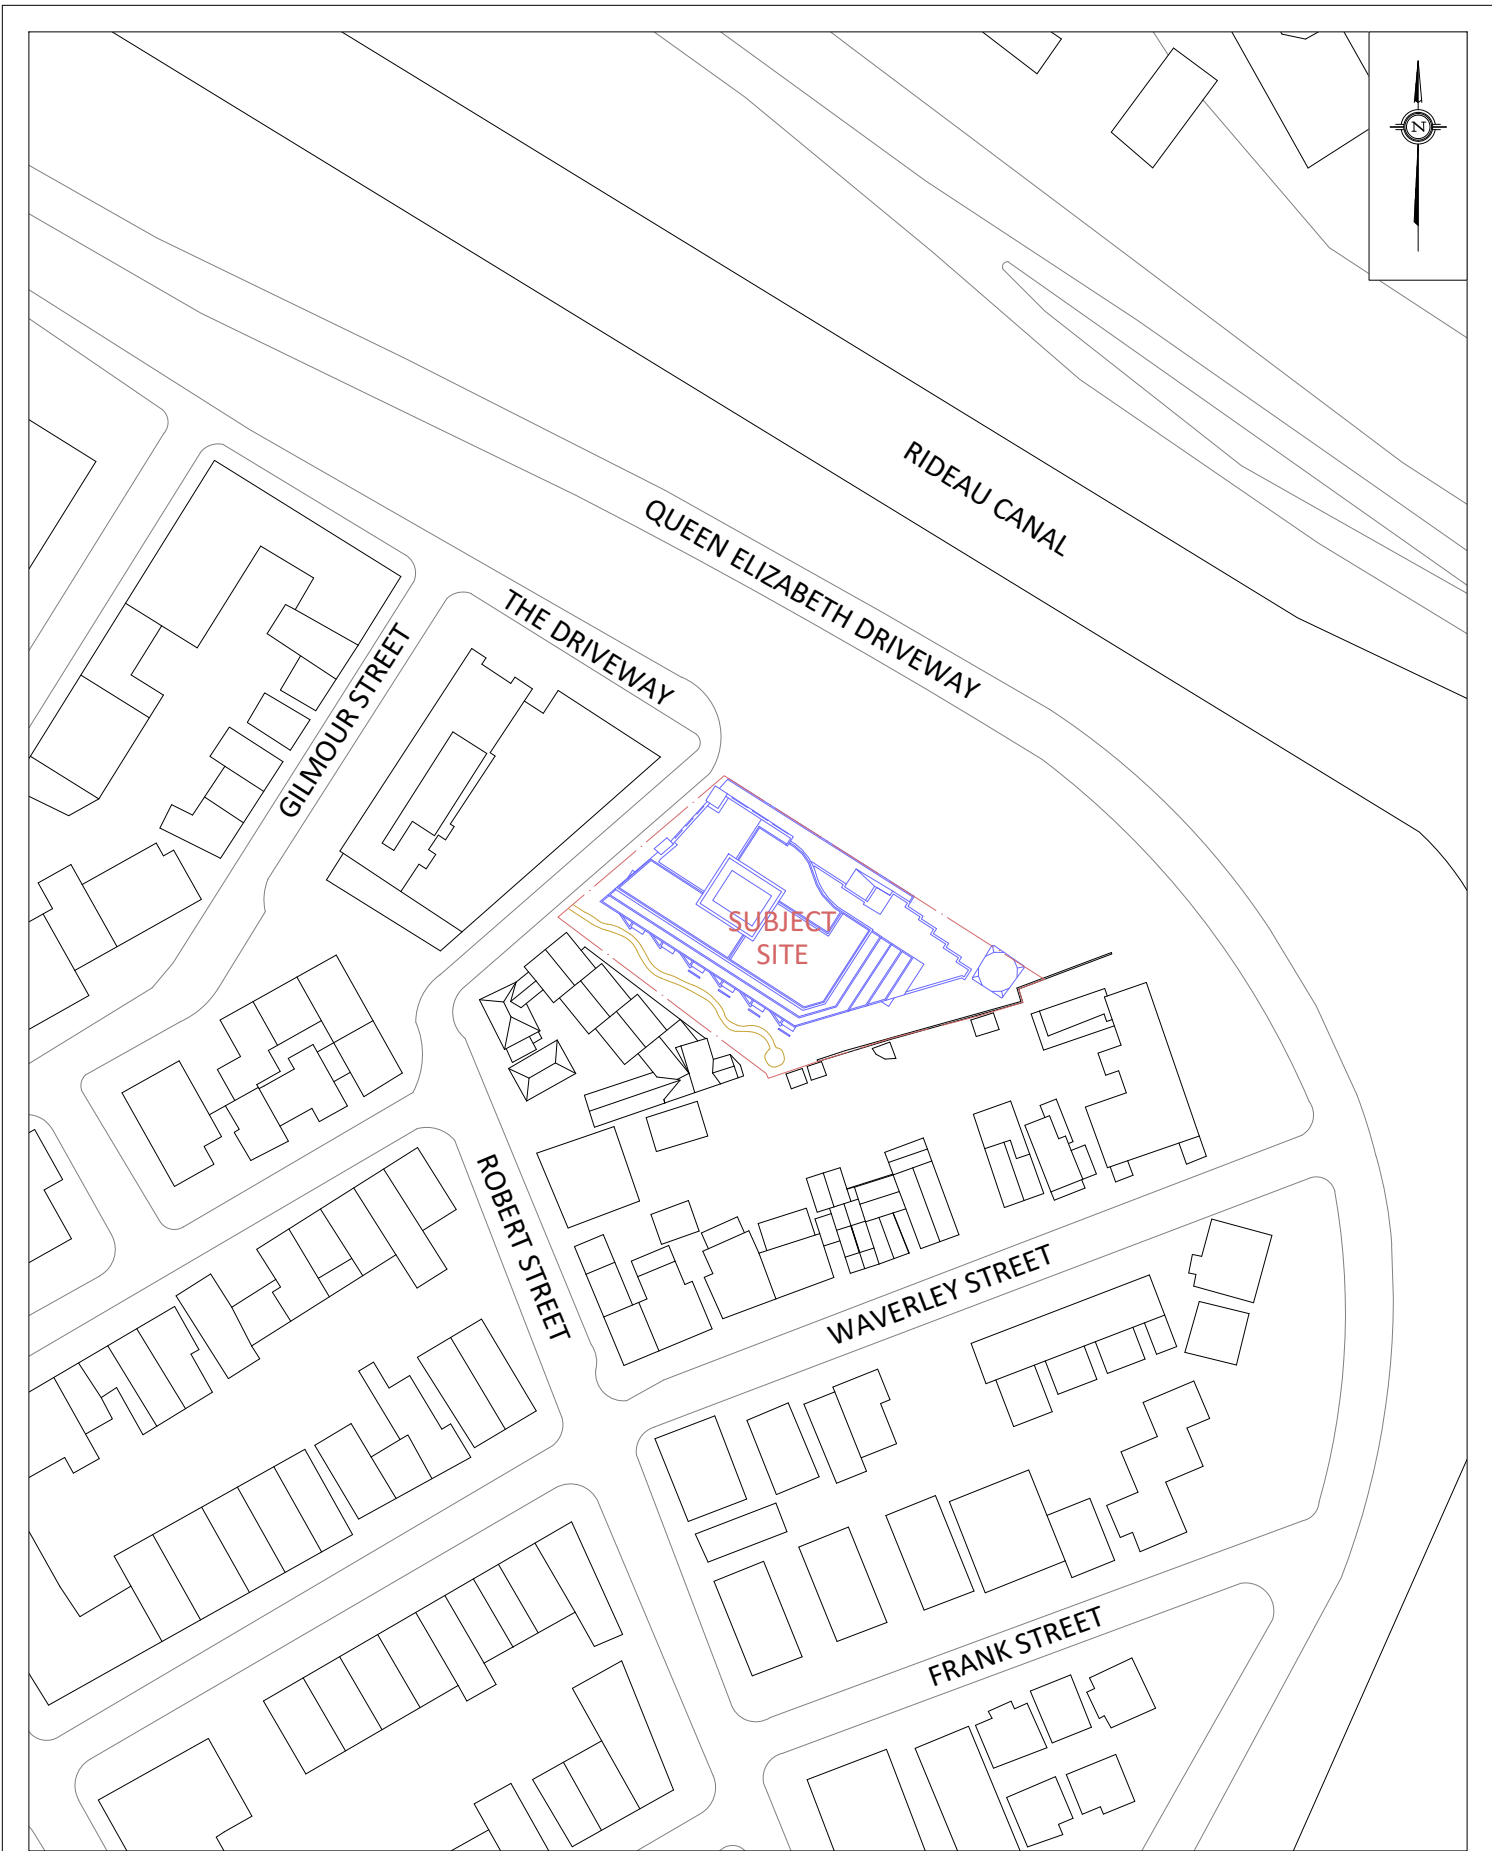 N
RIDEAU CANAL
QUEEN ELIZABETH DRIVEWAY
THE DRIVEWAY
GILMOUR STREET
SUBJECT
SITE
ROBERT STREET
WAVERLEY STREET
FRANK STREET